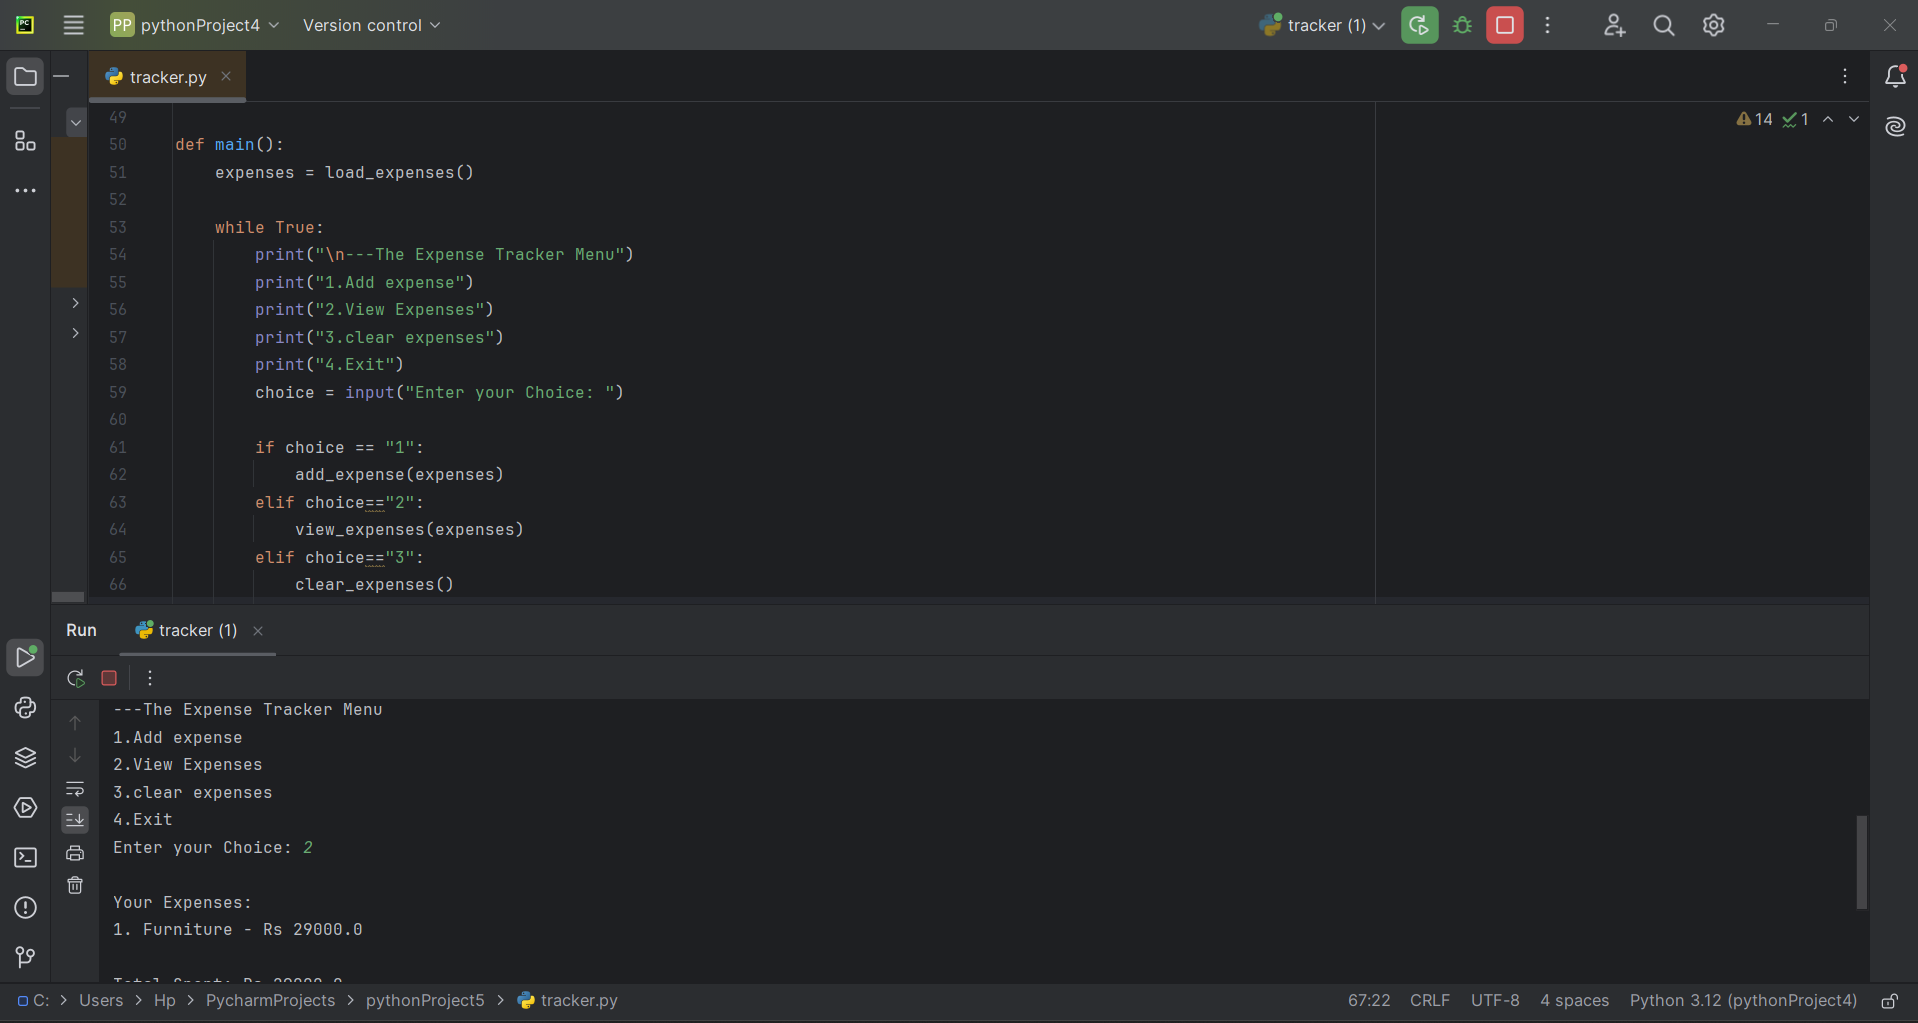 PC
PP pythonProject4 Version control tracker (1)
tracker.py
14 1
49
50 def main():
51 expenses = load_expenses()
52
53 while True:
54 print("\n---The Expense Tracker Menu")
55 print("1.Add expense")
56 print("2.View Expenses")
57 print("3.clear expenses")
58 print("4.Exit")
59 choice = input("Enter your Choice: ")
60
61 if choice == "1":
62 add_expense(expenses)
63 elif choice=="2":
64 view_expenses(expenses)
65 elif choice=="3":
66 clear_expenses()
Run tracker (1)
---The Expense Tracker Menu
1.Add expense
2.View Expenses
3.clear expenses
4.Exit
Enter your Choice: 2
Your Expenses:
1. Furniture - Rs 29000.0
C: > Users > Hp > PycharmProjects > pythonProject5 > tracker.py 67:22 CRLF UTF-8 4 spaces Python 3.12 (pythonProject4)